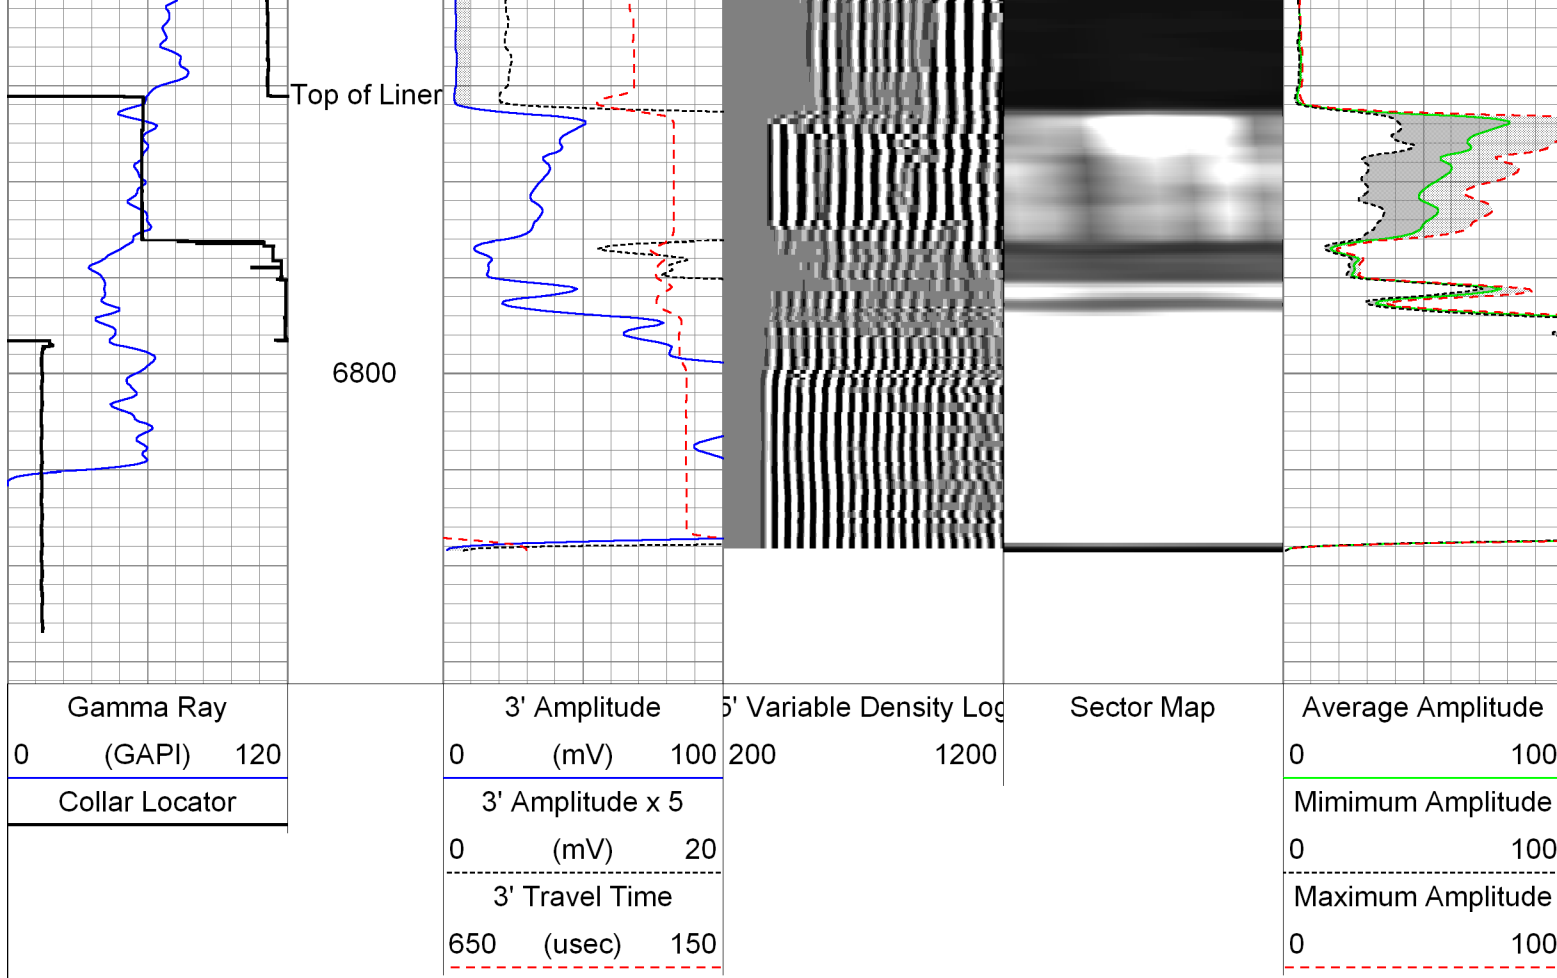 Top of Liner
6800
Gamma Ray
0 (GAPI) 120
Collar Locator
3' Amplitude
0 (mV) 100
3' Amplitude x 5
0 (mV) 20
3' Travel Time
650 (usec) 150
5' Variable Density Log
200 1200
Sector Map
Average Amplitude
0 100
Mimimum Amplitude
0 100
Maximum Amplitude
0 100